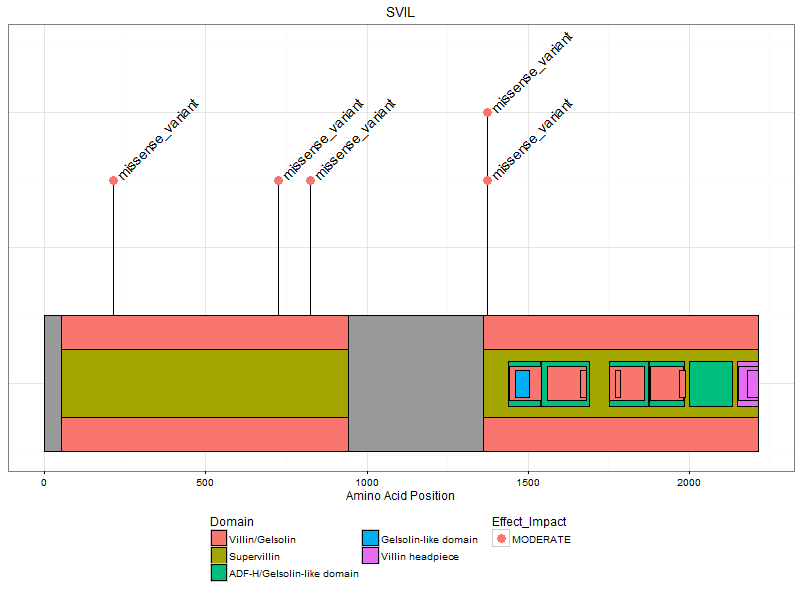 SVIL
missense_variant
missense_variant
missense_variant
missense_variant
missense_variant
0 500 1000 1500 2000
Amino Acid Position
Domain
Villin/Gelsolin
Supervillin
ADF-H/Gelsolin-like domain
Gelsolin-like domain
Villin headpiece
Effect_Impact
MODERATE